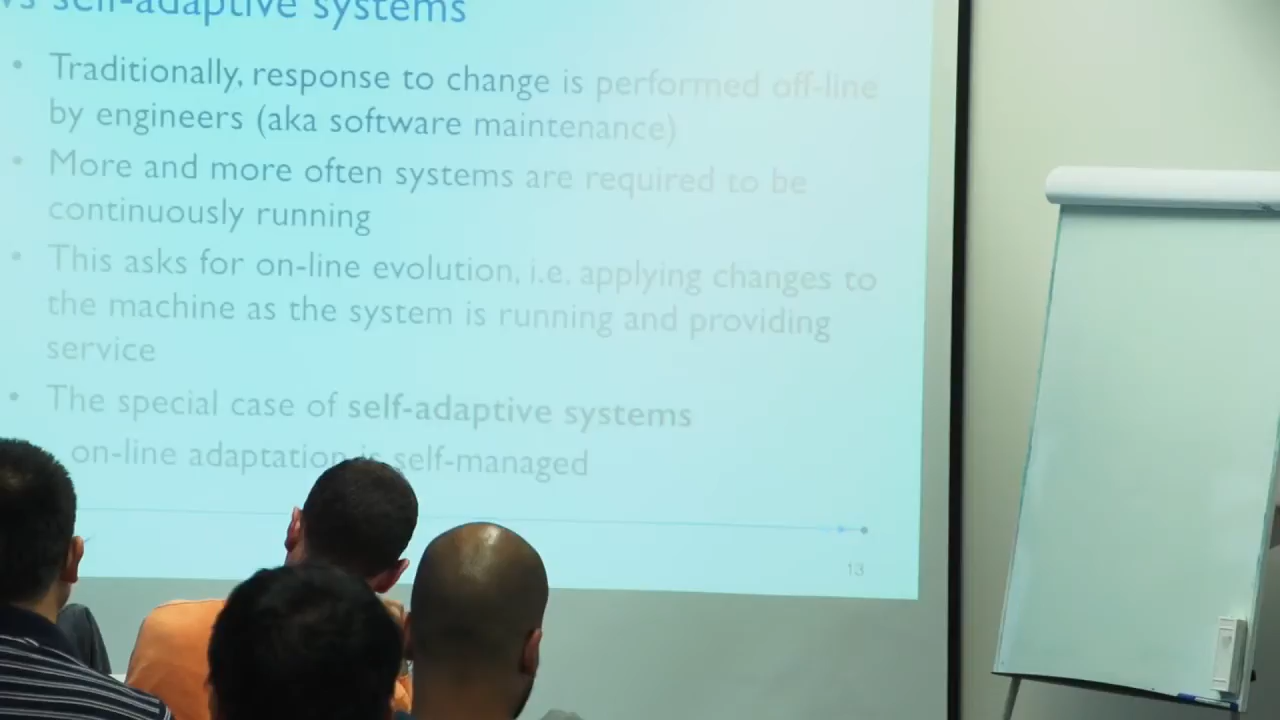 vs self-adaptive systems
• Traditionally, response to change is performed off-line
by engineers (aka software maintenance)
• More and more often systems are required to be
continuously running
• This asks for on-line evolution, i.e. applying changes to
the machine as the system is running and providing
service
• The special case of self-adaptive systems
on-line adaptation is self-managed
13